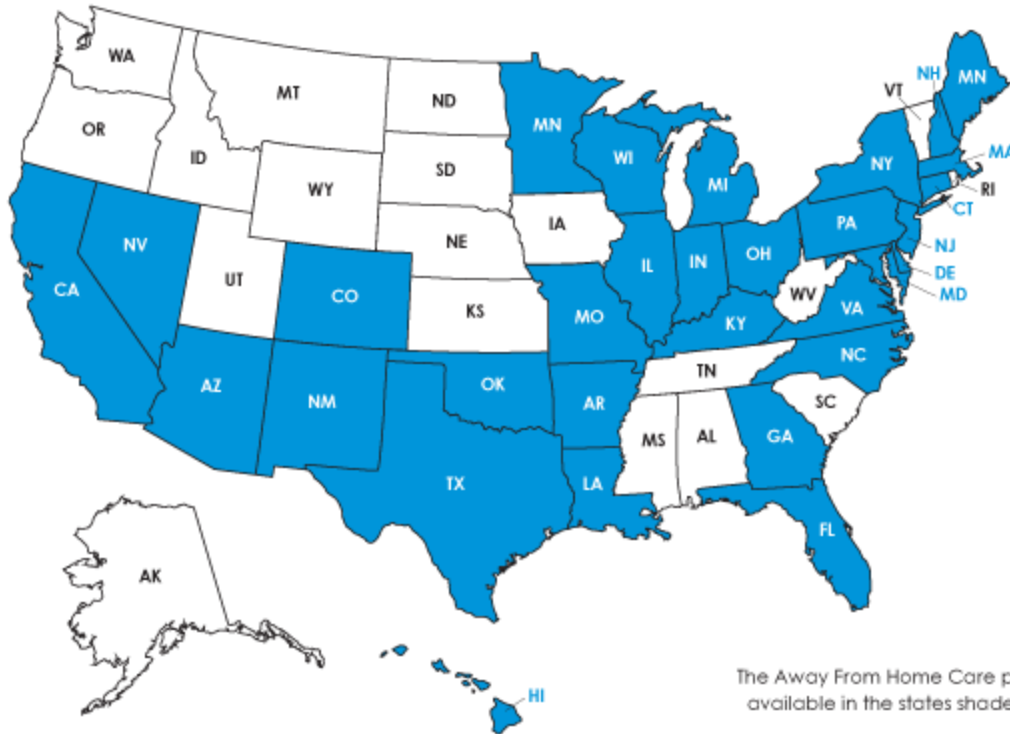 WA
MT
ND
MN
OR
ID
WY
SD
WI
MI
NY
VT
NH
MN
MA
RI
CT
NV
UT
CO
NE
IA
IL
IN
OH
PA
NJ
DE
MD
CA
KS
MO
KY
WV
VA
AZ
NM
OK
AR
TN
NC
SC
TX
LA
MS
AL
GA
FL
AK
HI
The Away From Home Care p
available in the states shade